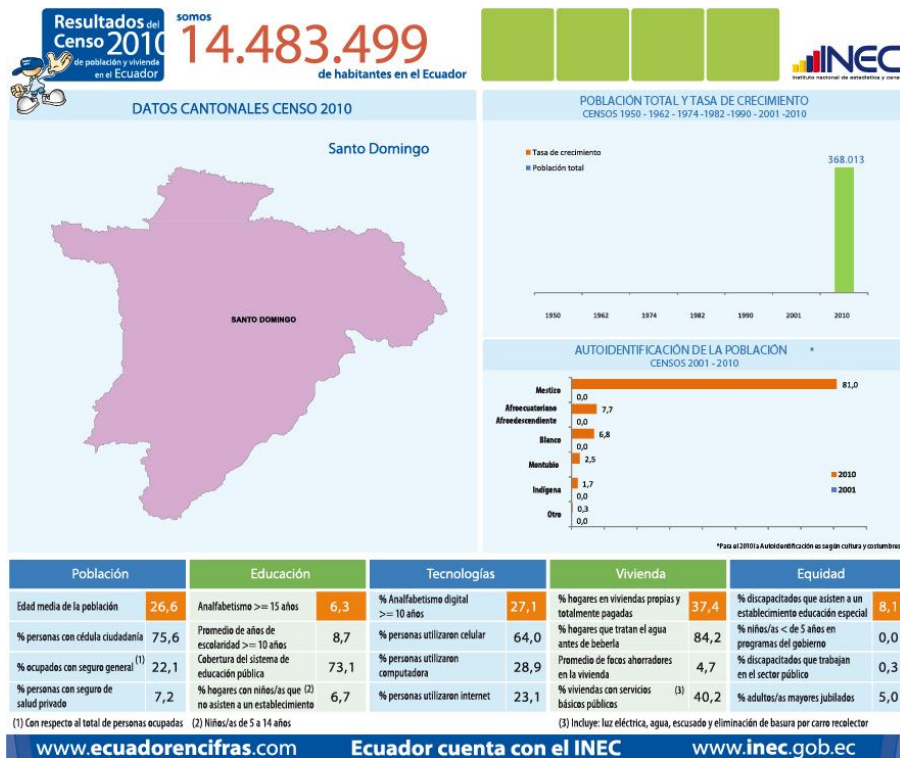 Resultados del
Censo 2010
de población y vivienda
en el Ecuador
somos
14.483.499
de habitantes en el Ecuador
INEC
instituto nacional de estadística y censos
DATOS CANTONALES CENSO 2010
Santo Domingo
SANTO DOMINGO
POBLACIÓN TOTAL Y TASA DE CRECIMIENTO
CENSOS 1950 - 1962 - 1974 -1982 -1990 - 2001 -2010
Tasa de crecimiento
Población total
368.013
1950 1962 1974 1982 1990 2001 2010
AUTOIDENTIFICACIÓN DE LA POBLACIÓN *
CENSOS 2001 - 2010
Mestizo 81,0
0,0
Afroecuatoriano 7,7
Afrodescendiente 0,0
Blanco 6,8
0,0
Montubio 2,5
Indígena 1,7
0,0
Otro 0,3
0,0
2010
2001
*Para el 2010 la Autoidentificación es según cultura y costumbres
Población
Edad media de la población 26,6
% personas con cédula ciudadanía 75,6
% ocupados con seguro general (1) 22,1
% personas con seguro de
salud privado 7,2
Educación
Analfabetismo >= 15 años 6,3
Promedio de años de
escolaridad >= 10 años 8,7
Cobertura del sistema de
educación pública 73,1
% hogares con niños/as que (2)
no asisten a un establecimiento 6,7
Tecnologías
% Analfabetismo digital
>= 10 años 27,1
% personas utilizaron celular 64,0
% personas utilizaron
computadora 28,9
% personas utilizaron internet 23,1
Vivienda
% hogares en viviendas propias y
totalmente pagadas 37,4
% hogares que tratan el agua
antes de beberla 84,2
Promedio de focos ahorradores
en la vivienda 4,7
% viviendas con servicios (3)
básicos públicos 40,2
Equidad
% discapacitados que asisten a un
establecimiento educación especial 8,1
% niños/as < de 5 años en
programas del gobierno 0,0
% discapacitados que trabajan
en el sector público 0,3
% adultos/as mayores jubilados 5,0
(1) Con respecto al total de personas ocupadas (2) Niños/as de 5 a 14 años
(3) Incluye: luz eléctrica, agua, escusado y eliminación de basura por carro recolector
www.ecuadorencifras.com Ecuador cuenta con el INEC www.inec.gob.ec